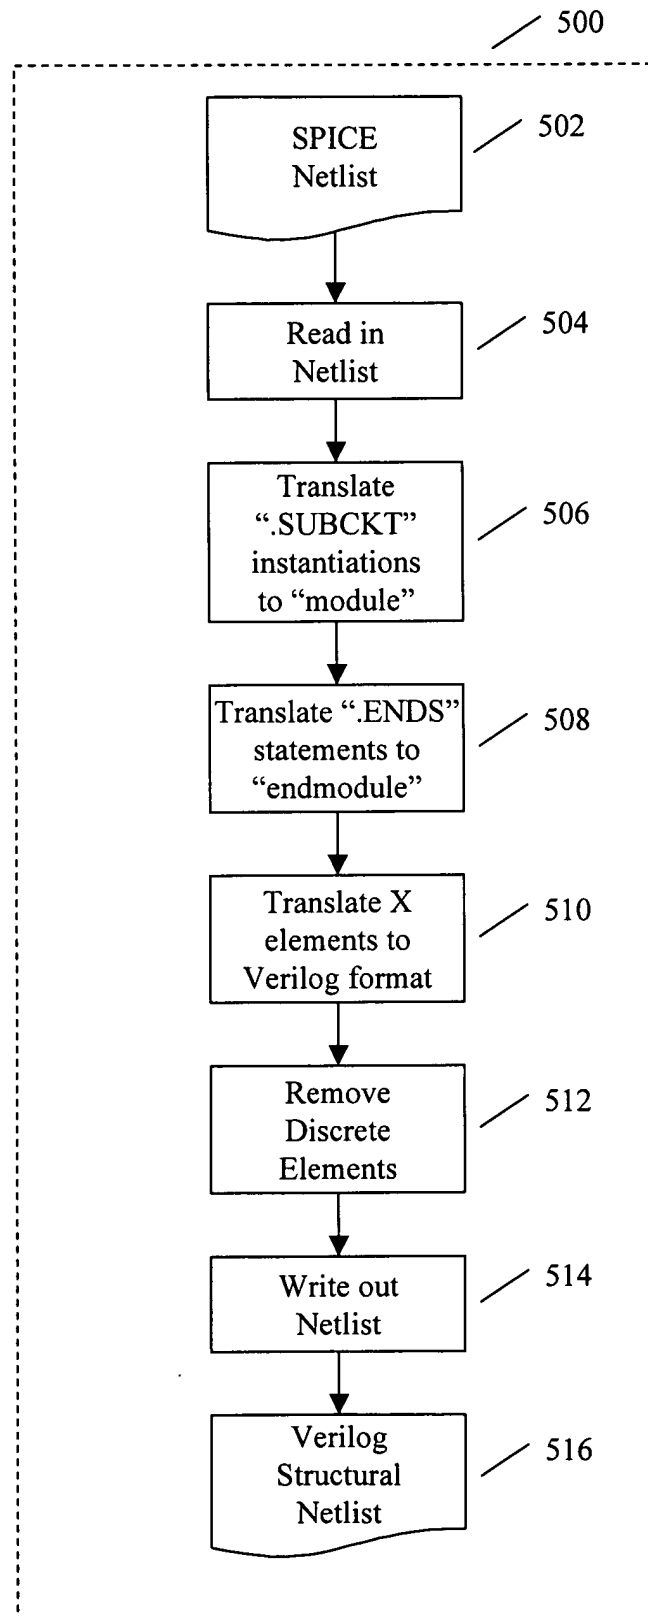 500
SPICE
Netlist
502
Read in
Netlist
504
Translate
“.SUBCKT”
instantiations
to “module”
506
Translate “.ENDS”
statements to
“endmodule”
508
Translate X
elements to
Verilog format
510
Remove
Discrete
Elements
512
Write out
Netlist
514
Verilog
Structural
Netlist
516